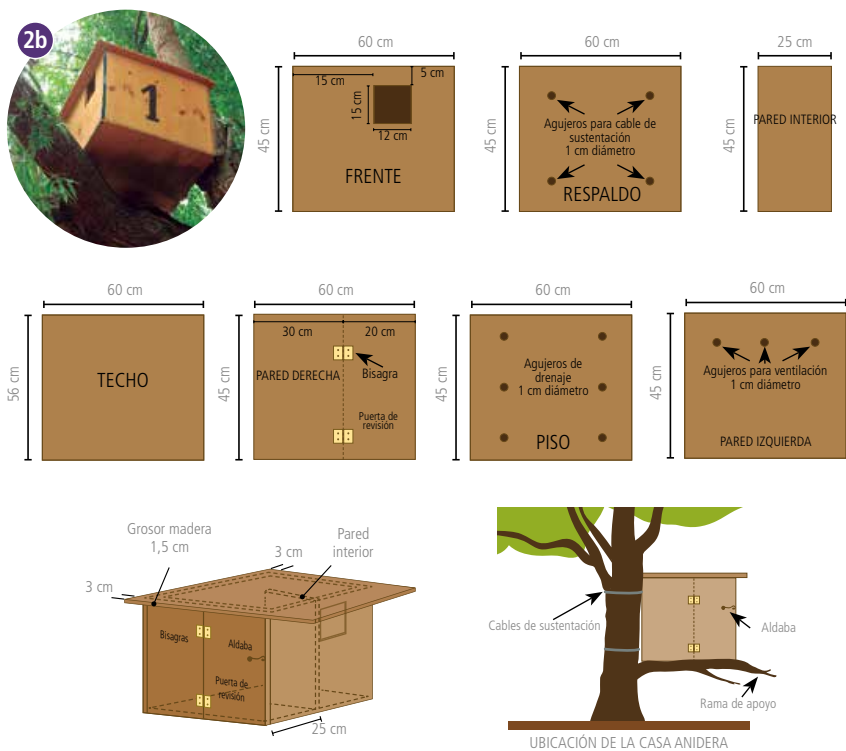 2b
1
60 cm
15 cm
5 cm
15 cm
12 cm
45 cm
FRENTE
60 cm
45 cm
Agujeros para cable de
sustentación
1 cm diámetro
RESPALDO
25 cm
45 cm
PARED INTERIOR
60 cm
56 cm
TECHO
60 cm
30 cm
20 cm
45 cm
PARED DERECHA
Bisagra
Puerta de
revisión
60 cm
45 cm
Agujeros de
drenaje
1 cm diámetro
PISO
60 cm
45 cm
Agujeros para ventilación
1 cm diámetro
PARED IZQUIERDA
Grosor madera
1,5 cm
3 cm
3 cm
Pared
interior
Bisagras
Aldaba
Puerta de
revisión
25 cm
Cables de sustentación
Aldaba
Rama de apoyo
UBICACIÓN DE LA CASA ANIDERA